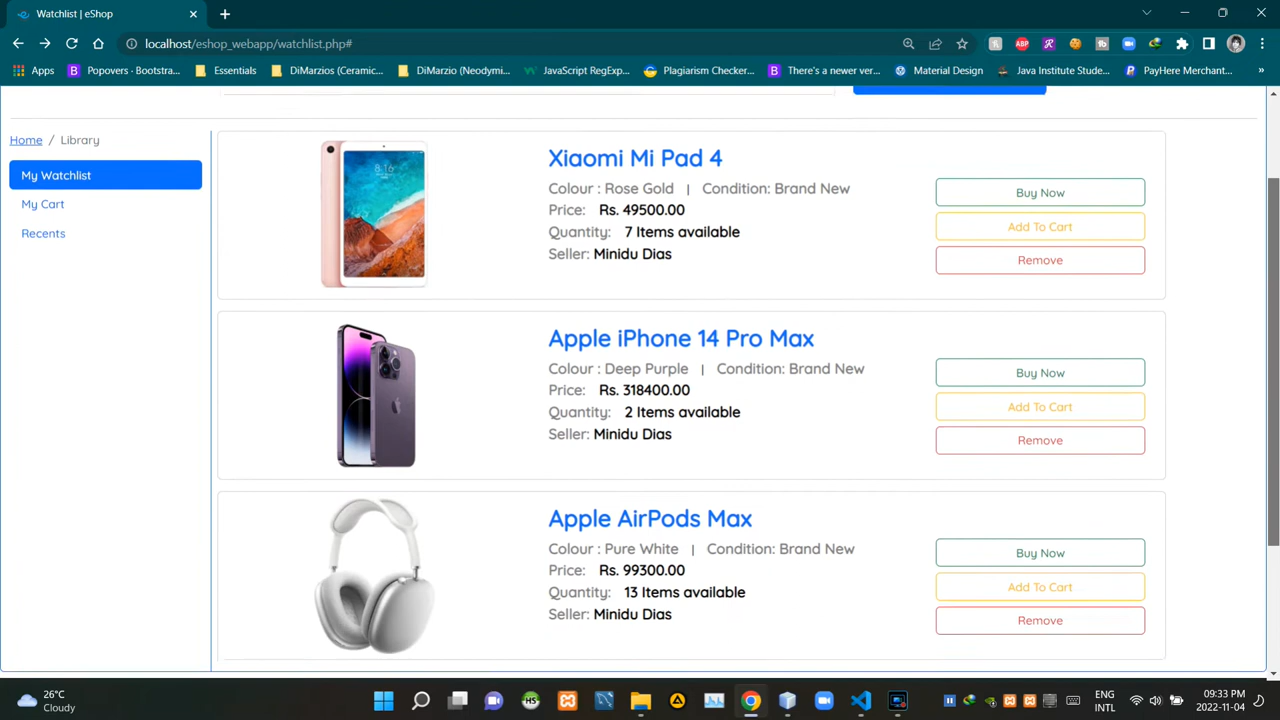 Watchlist | eShop
localhost/eshop_webapp/watchlist.php#
Apps
Popovers · Bootstra...
Essentials
DiMarzios (Ceramic...
DiMarzio (Neodymi...
JavaScript RegExp...
Plagiarism Checker...
There's a newer ver...
Material Design
Java Institute Stude...
PayHere Merchant...
»
Home / Library
My Watchlist
My Cart
Recents
Xiaomi Mi Pad 4
Colour : Rose Gold | Condition: Brand New
Price: Rs. 49500.00
Quantity: 7 Items available
Seller: Minidu Dias
Buy Now
Add To Cart
Remove
Apple iPhone 14 Pro Max
Colour : Deep Purple | Condition: Brand New
Price: Rs. 318400.00
Quantity: 2 Items available
Seller: Minidu Dias
Buy Now
Add To Cart
Remove
Apple AirPods Max
Colour : Pure White | Condition: Brand New
Price: Rs. 99300.00
Quantity: 13 Items available
Seller: Minidu Dias
Buy Now
Add To Cart
Remove
26°C
Cloudy
ENG
INTL
09:33 PM
2022-11-04